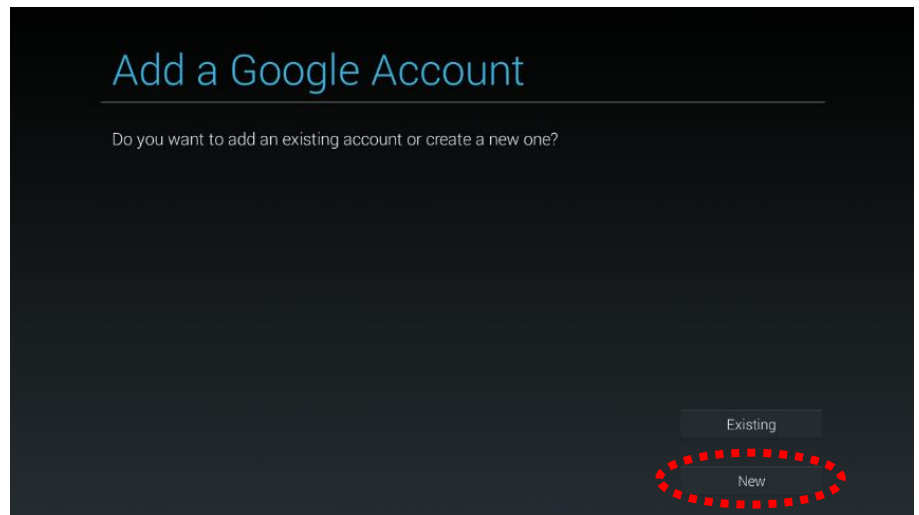 Add a Google Account
Do you want to add an existing account or create a new one?
Existing
New